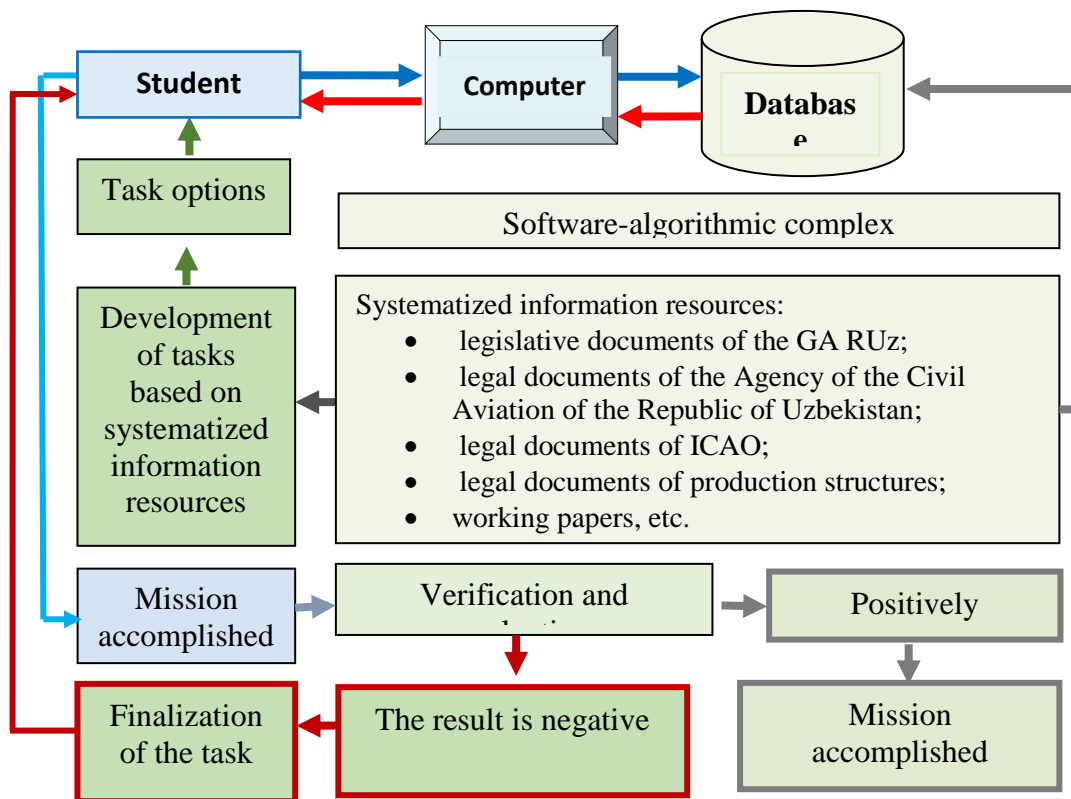 Student
Computer
Databas
e
Task options
Software-algorithmic complex
Development
of tasks
based on
systematized
information
resources
Systematized information resources:
• legislative documents of the GA RUz;
• legal documents of the Agency of the Civil
Aviation of the Republic of Uzbekistan;
• legal documents of ICAO;
• legal documents of production structures;
• working papers, etc.
Mission
accomplished
Verification and
Positively
Finalization
of the task
The result is negative
Mission
accomplished